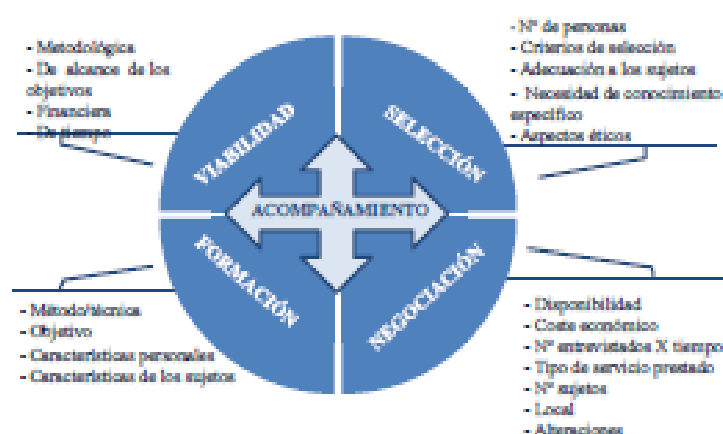 - Metodológica
- De alcance de los
objetivos
- Financiera
- De tiempo
- Nº de personas
- Criterios de selección
- Adecuación a los sujetos
- Necesidad de conocimiento
específico
- Aspectos éticos
VIABILIDAD
SELECCIÓN
ACOMPAÑAMIENTO
FORMACIÓN
NEGOCIACIÓN
- Método/técnica
- Objetivo
- Características personales
- Características de los sujetos
- Disponibilidad
- Coste económico
- Nº entrevistados X tiempo
- Tipo de servicio prestado
- Nº sujetos
- Local
- Alteraciones